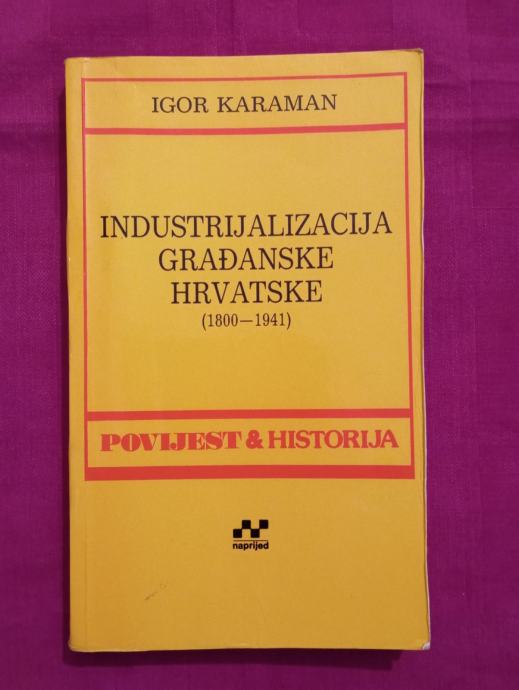 IGOR KARAMAN
INDUSTRIJALIZACIJA
GRAĐANSKE
HRVATSKE
(1800—1941)
POVIJEST & HISTORIJA
naprijed